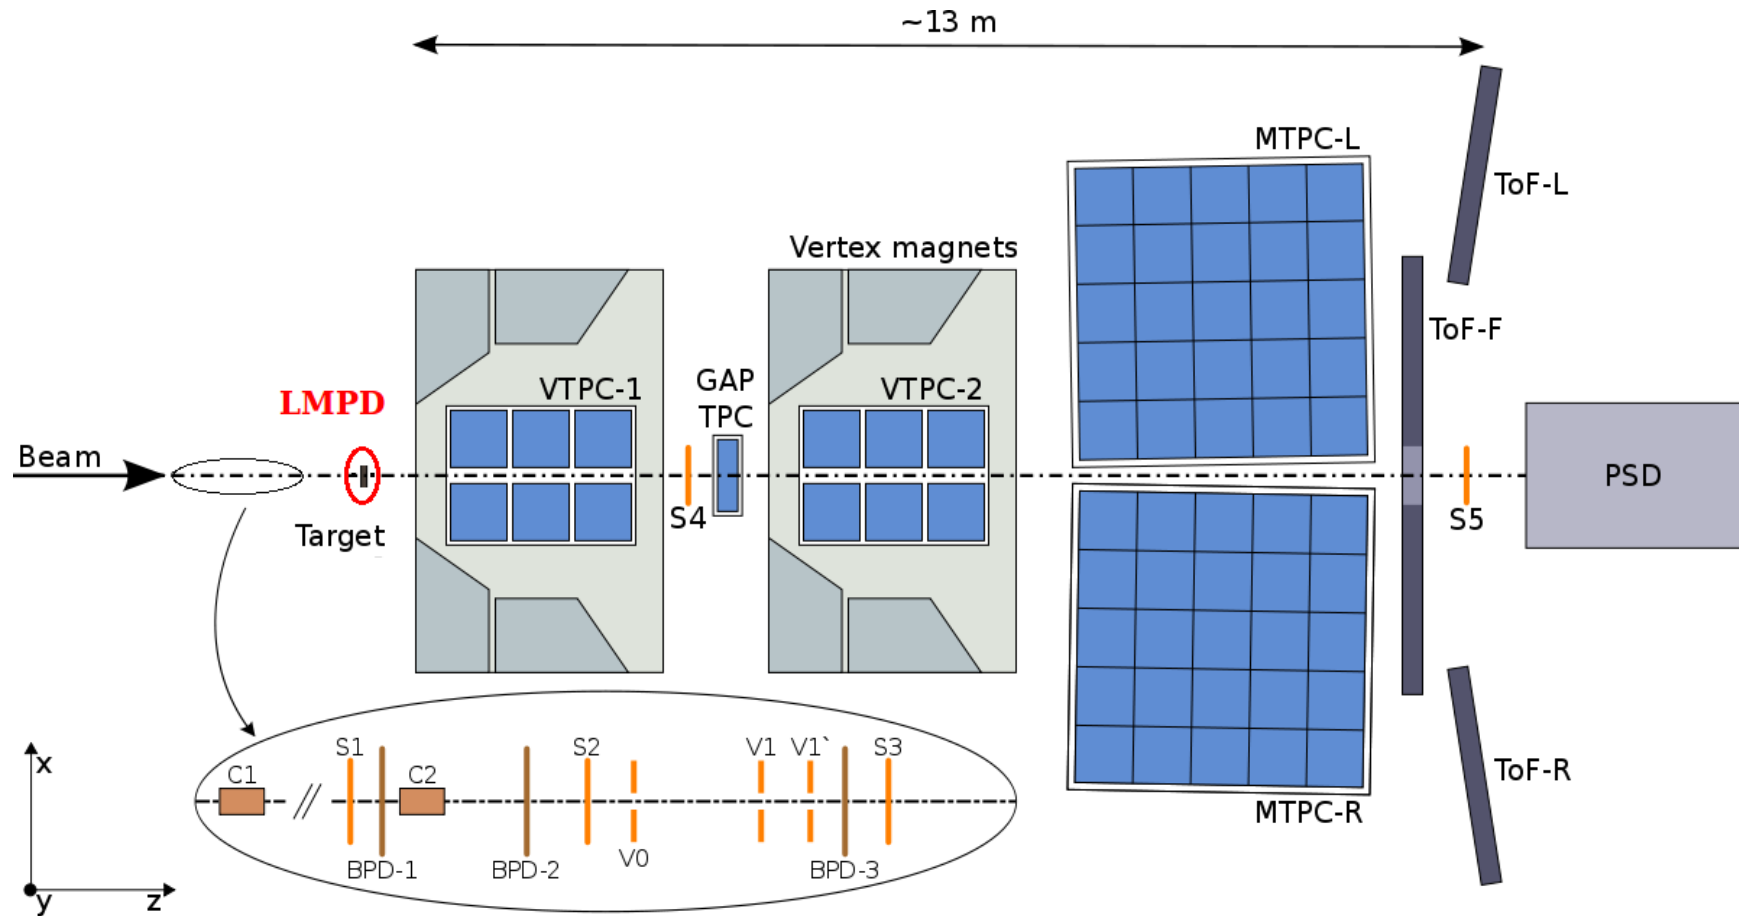 ~13 m
MTPC-L
ToF-L
Vertex magnets
ToF-F
GAP
TPC
VTPC-1
VTPC-2
LMPD
Beam
PSD
S4
S5
Target
S1
S2
V1
V1`
S3
C1
C2
x
ToF-R
MTPC-R
V0
BPD-1
BPD-2
BPD-3
y
z